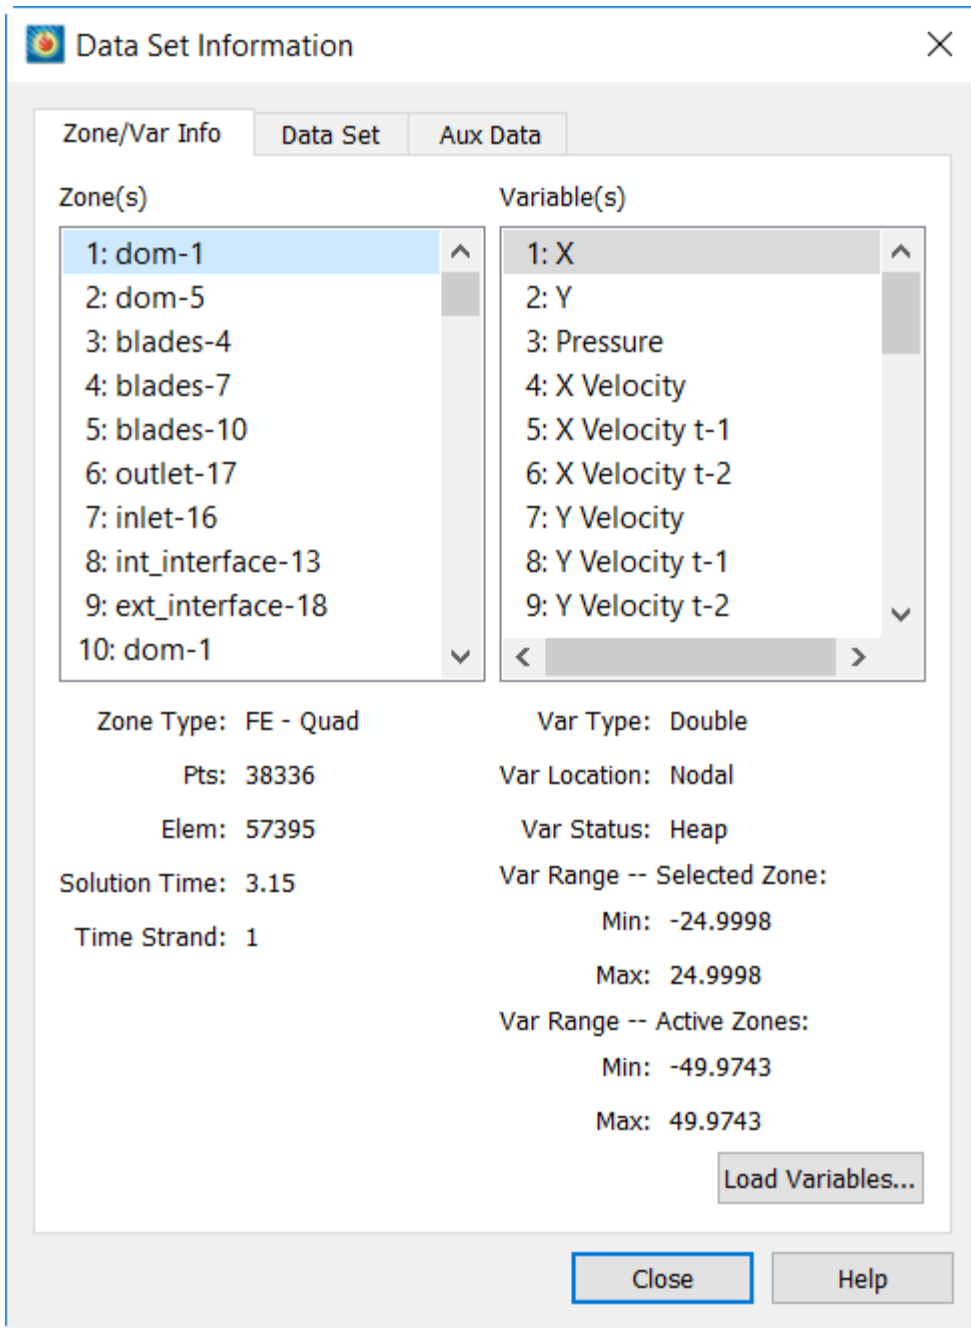 Data Set Information
Zone/Var Info
Data Set
Aux Data
Zone(s)
1: dom-1
2: dom-5
3: blades-4
4: blades-7
5: blades-10
6: outlet-17
7: inlet-16
8: int_interface-13
9: ext_interface-18
10: dom-1
Zone Type: FE - Quad
Pts: 38336
Elem: 57395
Solution Time: 3.15
Time Strand: 1
Variable(s)
1: X
2: Y
3: Pressure
4: X Velocity
5: X Velocity t-1
6: X Velocity t-2
7: Y Velocity
8: Y Velocity t-1
9: Y Velocity t-2
Var Type: Double
Var Location: Nodal
Var Status: Heap
Var Range -- Selected Zone:
Min: -24.9998
Max: 24.9998
Var Range -- Active Zones:
Min: -49.9743
Max: 49.9743
Load Variables...
Close
Help